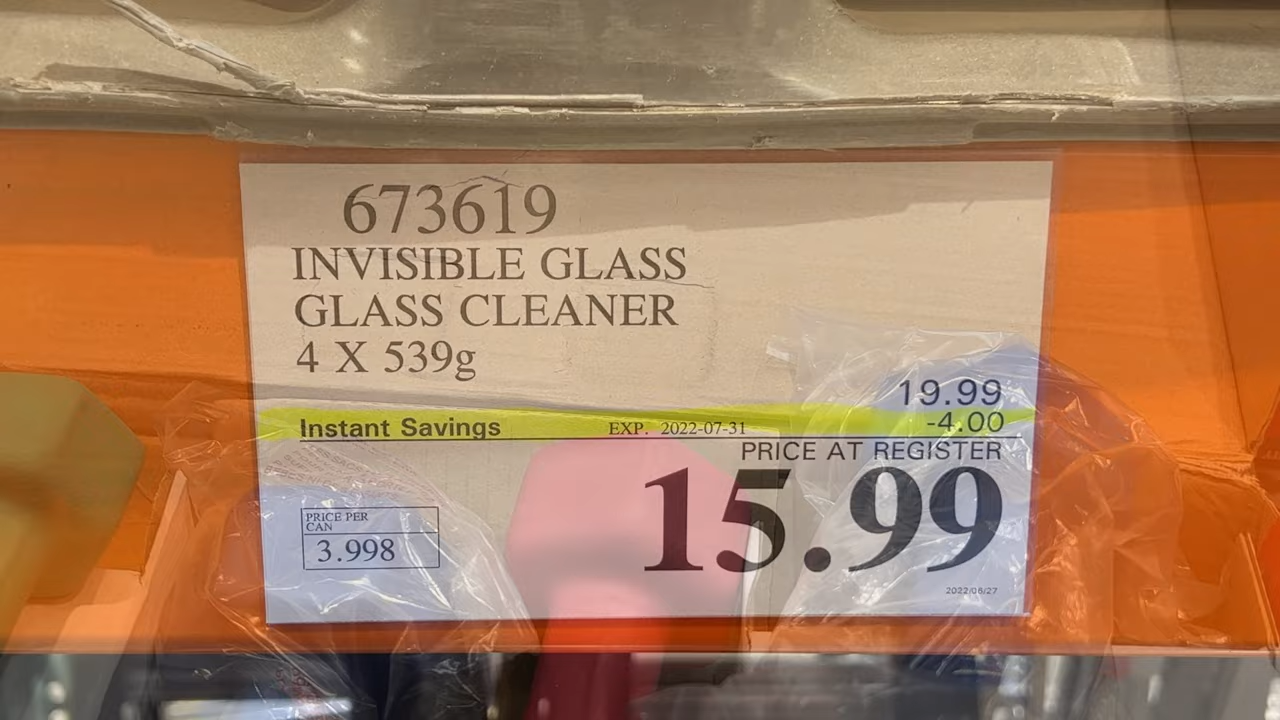 673619
INVISIBLE GLASS
GLASS CLEANER
4 X 539g
19.99
Instant Savings EXP. 2022-07-31 -4.00
PRICE AT REGISTER
15.99
PRICE PER
CAN
3.998
2022/06/27